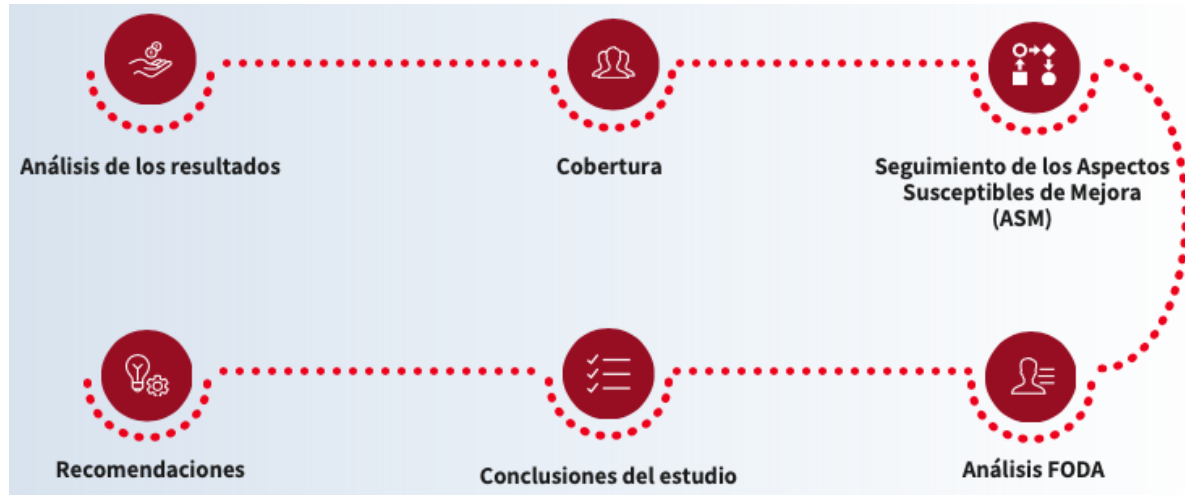 Análisis de los resultados
Cobertura
Seguimiento de los Aspectos
Susceptibles de Mejora
(ASM)
Análisis FODA
Conclusiones del estudio
Recomendaciones